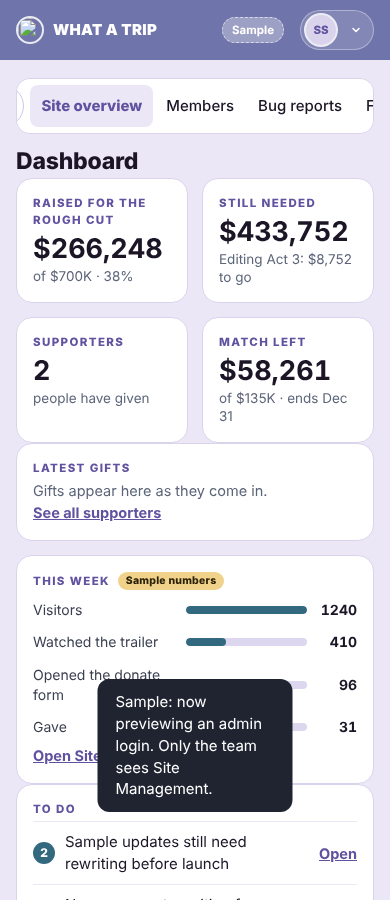 WHAT A TRIP
Sample
SS
Site overview
Members
Bug reports
Dashboard
RAISED FOR THE
ROUGH CUT
$266,248
of $700K · 38%
STILL NEEDED
$433,752
Editing Act 3: $8,752
to go
SUPPORTERS
2
people have given
MATCH LEFT
$58,261
of $135K · ends Dec
31
LATEST GIFTS
Gifts appear here as they come in.
See all supporters
THIS WEEK
Sample numbers
Visitors
1240
Watched the trailer
410
Opened the donate
form
96
Gave
31
Open Site
Sample: now
previewing an admin
login. Only the team
sees Site
Management.
TO DO
2
Sample updates still need
rewriting before launch
Open